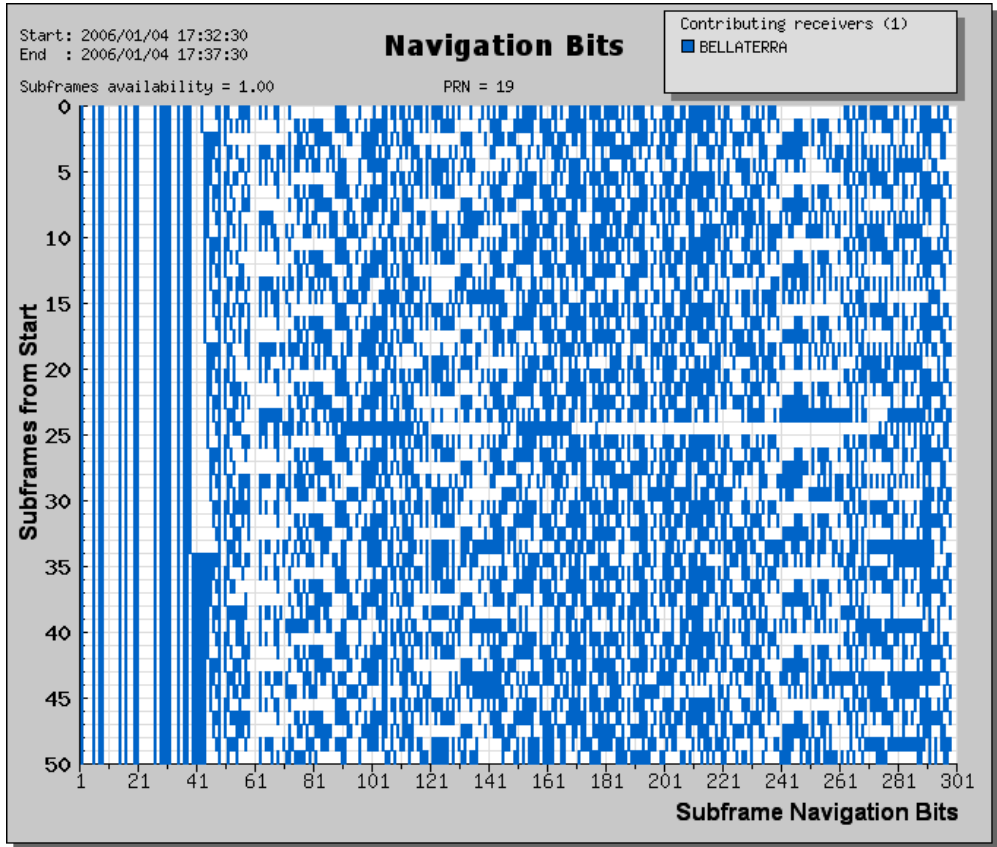 Start: 2006/01/04 17:32:30
End  : 2006/01/04 17:37:30
Navigation Bits
Contributing receivers (1)
BELLATERRA
Subframes availability = 1.00
PRN = 19
0
5
10
15
20
25
30
35
40
45
50
Subframes from Start
1 21 41 61 81 101 121 141 161 181 201 221 241 261 281 301
Subframe Navigation Bits